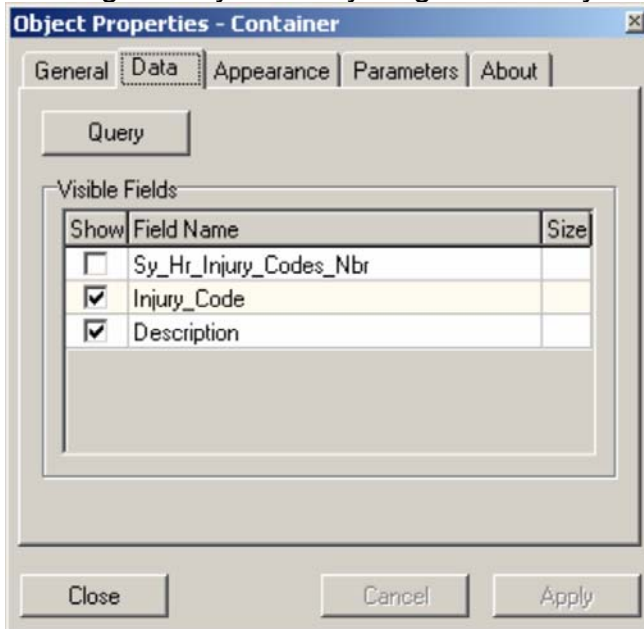 Object Properties - Container
General Data Appearance Parameters About
Query
Visible Fields
Show Field Name Size
Sy_Hr_Injury_Codes_Nbr
Injury_Code
Description
Close Cancel Apply